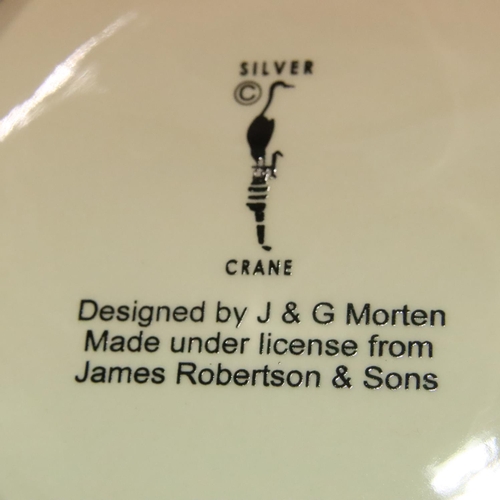 SILVER
©
CRANE
Designed by J & G Morten
Made under license from
James Robertson & Sons